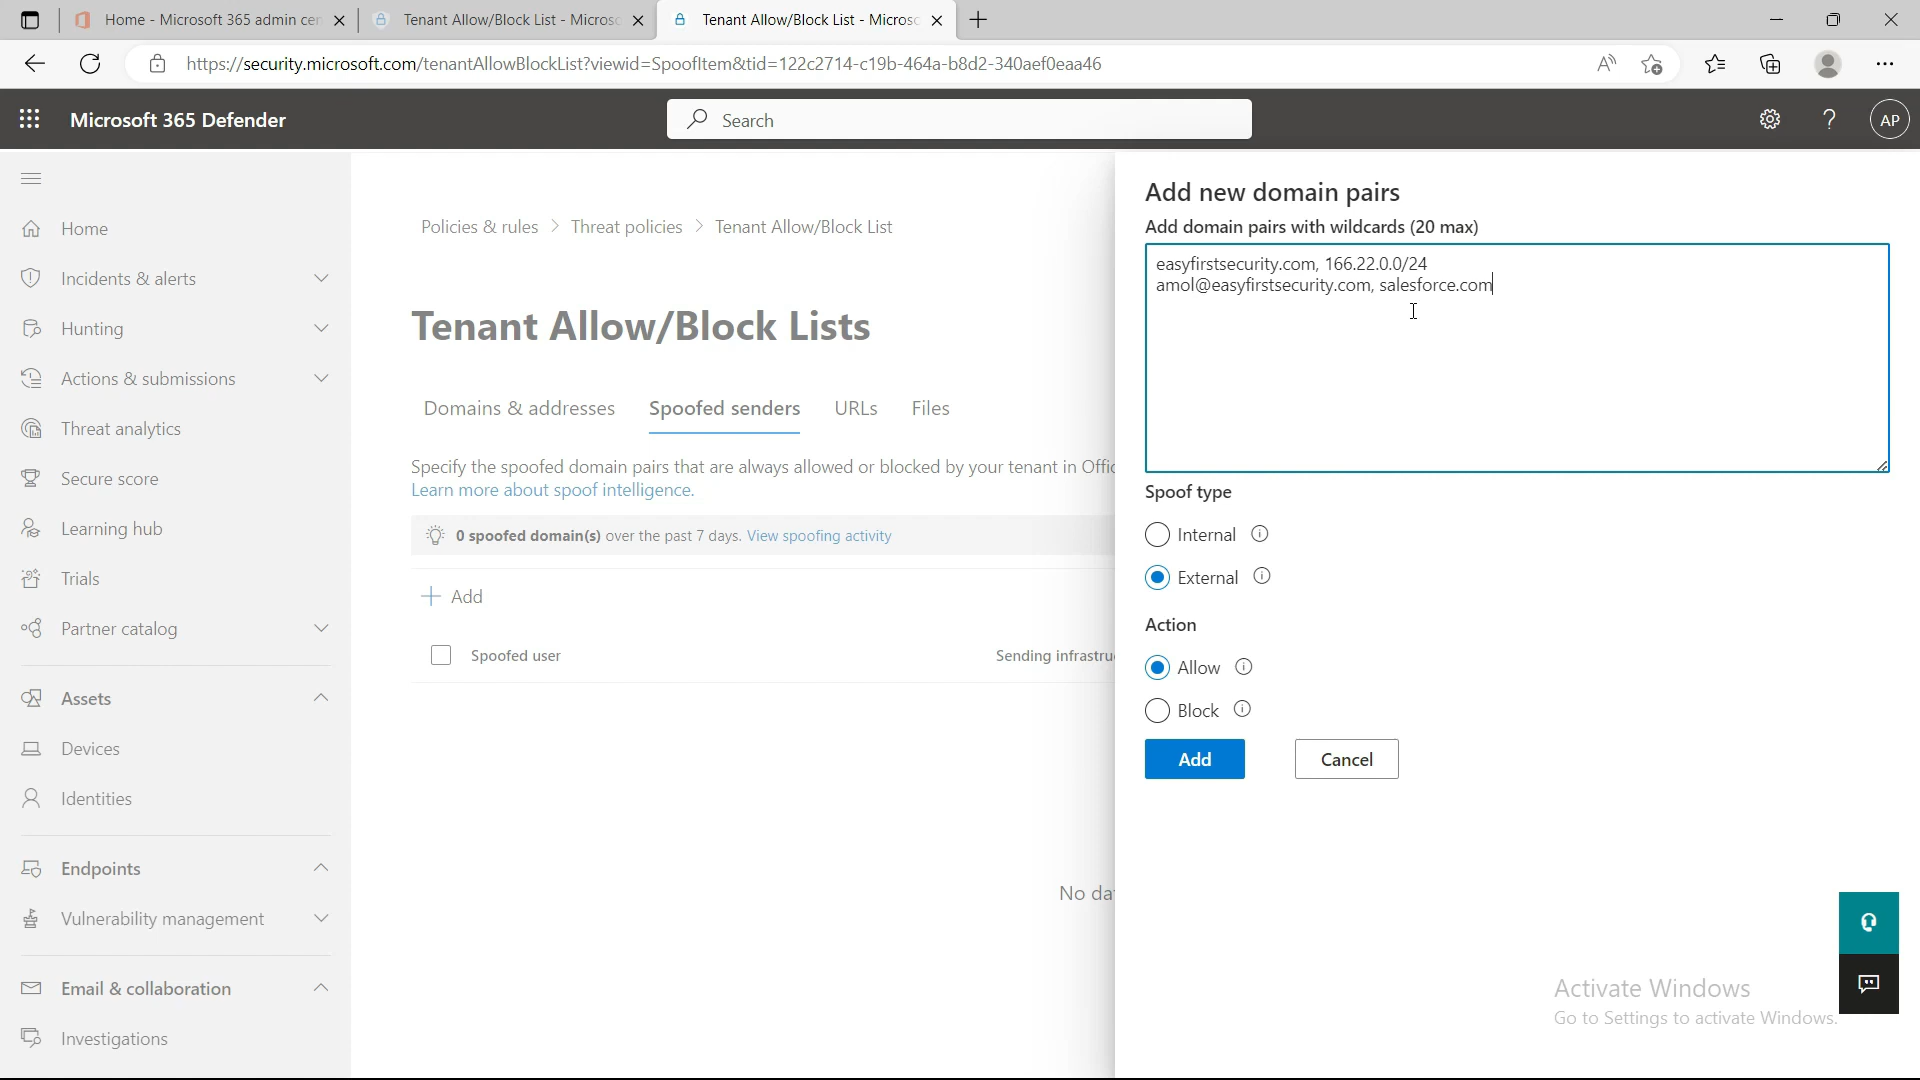 Home - Microsoft 365 admin cen
Tenant Allow/Block List - Microso
Tenant Allow/Block List - Microso
https://security.microsoft.com/tenantAllowBlockList?viewid=SpoofItem&tid=122c2714-c19b-464a-b8d2-340aef0eaa46
Microsoft 365 Defender
Search
AP
Home
Incidents & alerts
Hunting
Actions & submissions
Threat analytics
Secure score
Learning hub
Trials
Partner catalog
Assets
Devices
Identities
Endpoints
Vulnerability management
Email & collaboration
Investigations
Policies & rules > Threat policies > Tenant Allow/Block List
Tenant Allow/Block Lists
Domains & addresses Spoofed senders URLs Files
Specify the spoofed domain pairs that are always allowed or blocked by your tenant in Offic
Learn more about spoof intelligence.
0 spoofed domain(s) over the past 7 days. View spoofing activity
+ Add
Spoofed user Sending infrastru
No dat
Add new domain pairs
Add domain pairs with wildcards (20 max)
easyfirstsecurity.com, 166.22.0.0/24
amol@easyfirstsecurity.com, salesforce.com
Spoof type
Internal
External
Action
Allow
Block
Add Cancel
Activate Windows
Go to Settings to activate Windows.